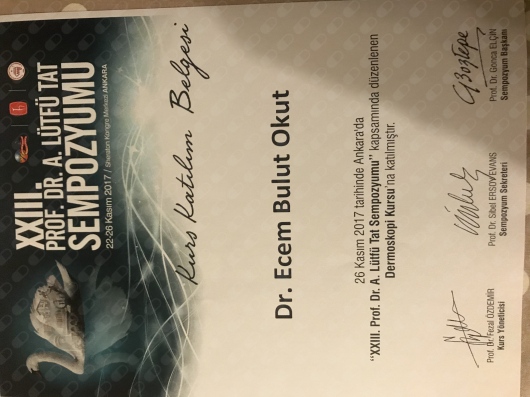 XXIII.
PROF. DR. A. LÜTFÜ TAT
SEMPOZYUMU
22-26 Kasım 2017 / Sheraton Kongre Merkezi ANKARA
Kurs Katılım Belgesi
Dr. Ecem Bulut Okut
26 Kasım 2017 tarihinde Ankara'da
"XXIII. Prof. Dr. A. Lütfü Tat Sempozyumu" kapsamında düzenlenen
Dermoskopi Kursu'na katılmıştır.
Prof. Dr. Fezal ÖZDEMİR
Kurs Yöneticisi
Prof. Dr. Sibel ERSOY EVANS
Sempozyum Sekreteri
Prof. Dr. Gonca ELÇİN
Sempozyum Başkanı